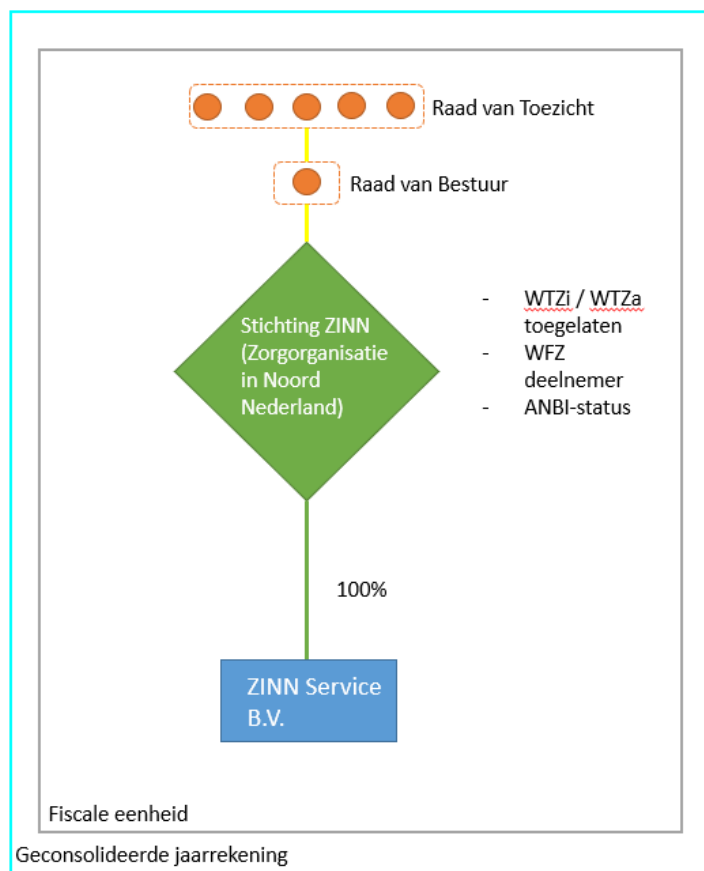 Raad van Toezicht
Raad van Bestuur
Stichting ZINN
(Zorgorganisatie
in Noord
Nederland)
- WTZi / WTZa
toegelaten
- WFZ
deelnemer
- ANBI-status
100%
ZINN Service
B.V.
Fiscale eenheid
Geconsolideerde jaarrekening